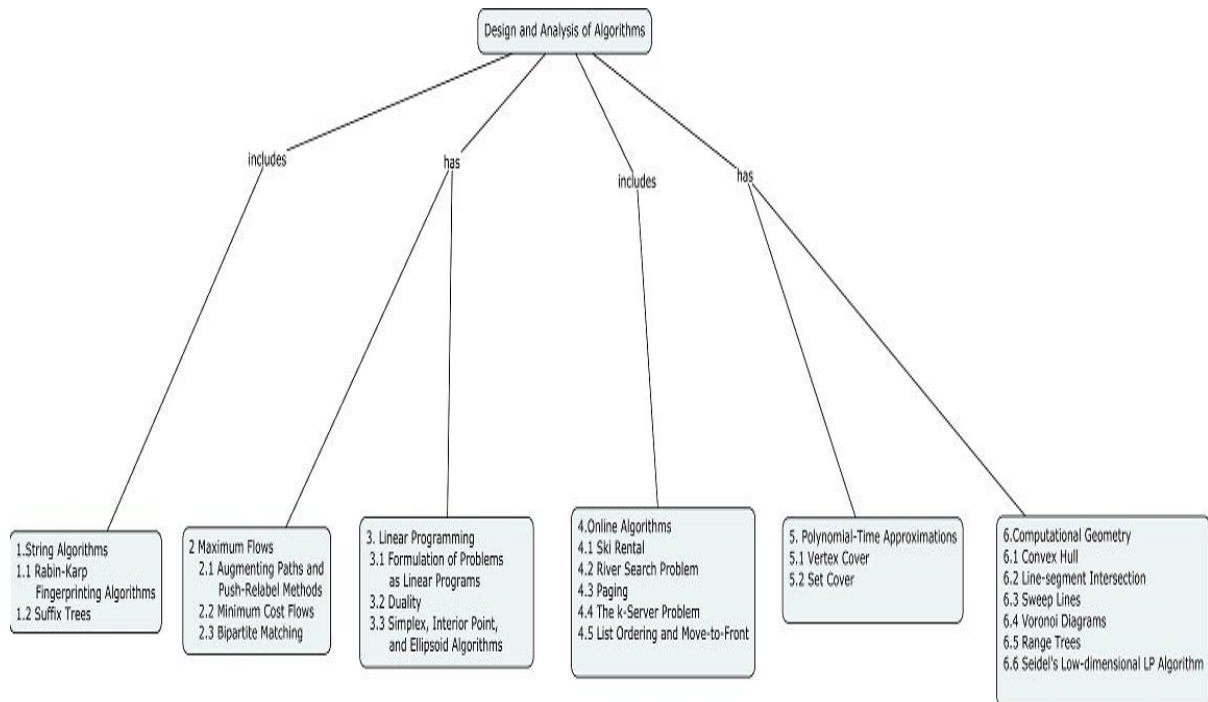 Design and Analysis of Algorithms
includes
has
includes
has
1.String Algorithms
1.1 Rabin-Karp
Fingerprinting Algorithms
1.2 Suffix Trees
2 Maximum Flows
2.1 Augmenting Paths and
Push-Relabel Methods
2.2 Minimum Cost Flows
2.3 Bipartite Matching
3. Linear Programming
3.1 Formulation of Problems
as Linear Programs
3.2 Duality
3.3 Simplex, Interior Point,
and Ellipsoid Algorithms
4.Online Algorithms
4.1 Ski Rental
4.2 River Search Problem
4.3 Paging
4.4 The k-Server Problem
4.5 List Ordering and Move-to-Front
5. Polynomial-Time Approximations
5.1 Vertex Cover
5.2 Set Cover
6.Computational Geometry
6.1 Convex Hull
6.2 Line-segment Intersection
6.3 Sweep Lines
6.4 Voronoi Diagrams
6.5 Range Trees
6.6 Seidel's Low-dimensional LP Algorithm